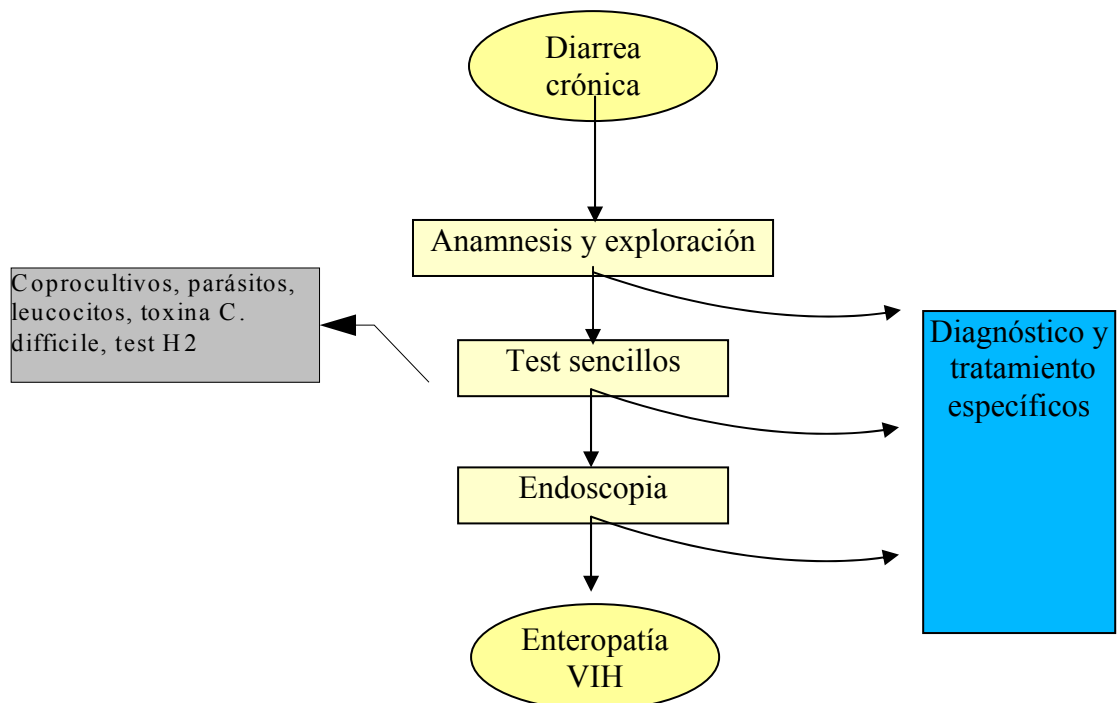 Diarrea
crónica
Anamnesis y exploración
Coprocultivos, parásitos,
leucocitos, toxina C.
difficile, test H2
Test sencillos
Diagnóstico y
tratamiento
específicos
Endoscopia
Enteropatía
VIH